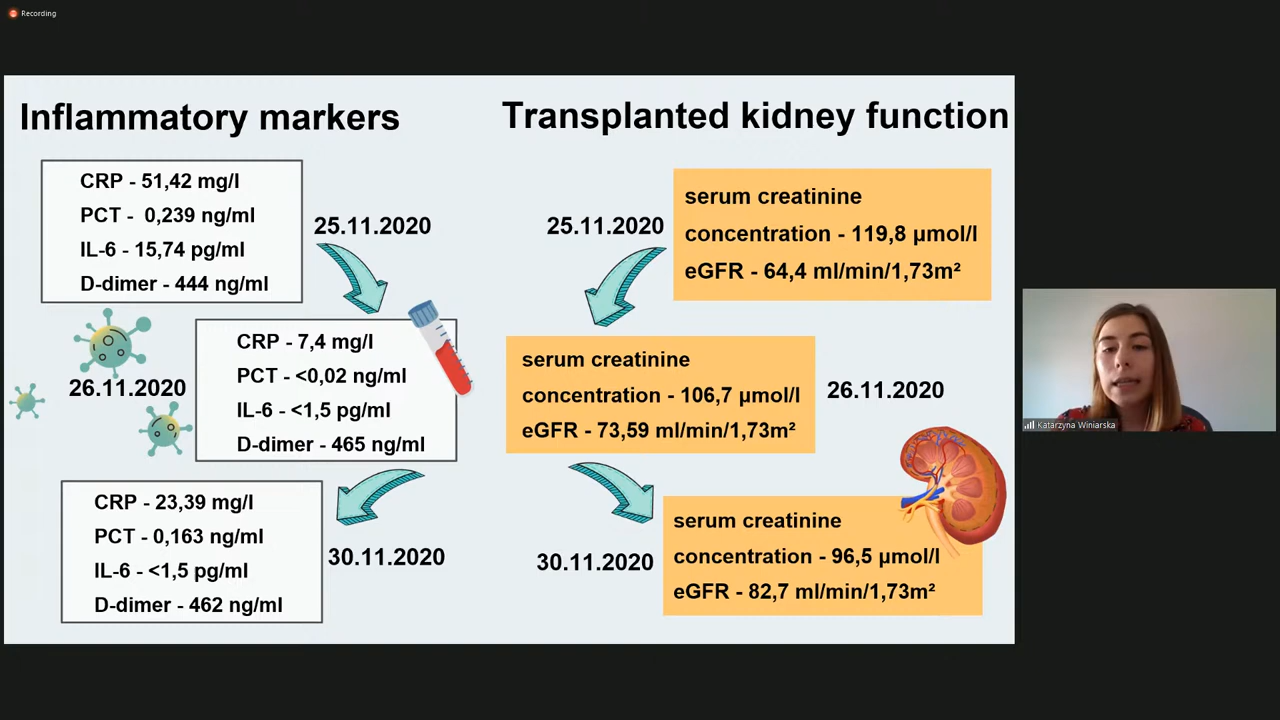 Recording
Inflammatory markers
CRP - 51,42 mg/l
PCT - 0,239 ng/ml
IL-6 - 15,74 pg/ml
D-dimer - 444 ng/ml
25.11.2020
26.11.2020
CRP - 7,4 mg/l
PCT - <0,02 ng/ml
IL-6 - <1,5 pg/ml
D-dimer - 465 ng/ml
CRP - 23,39 mg/l
PCT - 0,163 ng/ml
IL-6 - <1,5 pg/ml
D-dimer - 462 ng/ml
30.11.2020
Transplanted kidney function
25.11.2020
serum creatinine
concentration - 119,8 µmol/l
eGFR - 64,4 ml/min/1,73m²
serum creatinine
concentration - 106,7 µmol/l
eGFR - 73,59 ml/min/1,73m²
26.11.2020
30.11.2020
serum creatinine
concentration - 96,5 µmol/l
eGFR - 82,7 ml/min/1,73m²
Katarzyna Winiarska